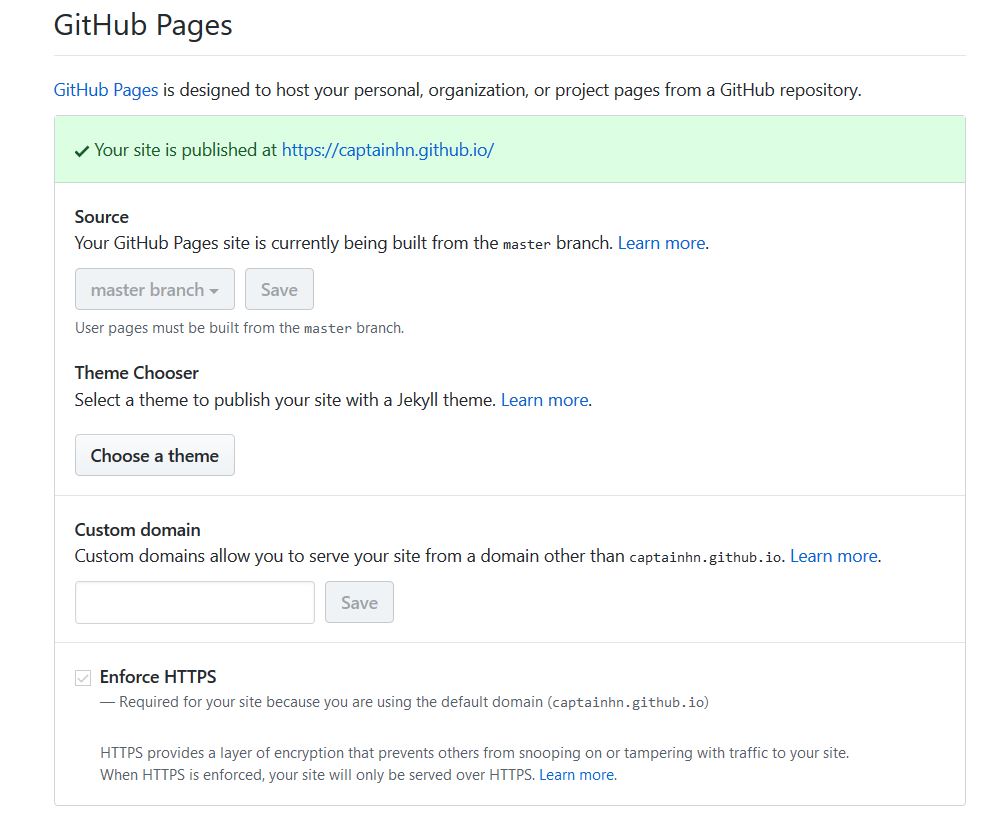 GitHub Pages
GitHub Pages is designed to host your personal, organization, or project pages from a GitHub repository.
✓ Your site is published at https://captainhn.github.io/
Source
Your GitHub Pages site is currently being built from the master branch. Learn more.
master branch Save
User pages must be built from the master branch.
Theme Chooser
Select a theme to publish your site with a Jekyll theme. Learn more.
Choose a theme
Custom domain
Custom domains allow you to serve your site from a domain other than captainhn.github.io. Learn more.
Save
Enforce HTTPS
— Required for your site because you are using the default domain (captainhn.github.io)
HTTPS provides a layer of encryption that prevents others from snooping on or tampering with traffic to your site.
When HTTPS is enforced, your site will only be served over HTTPS. Learn more.